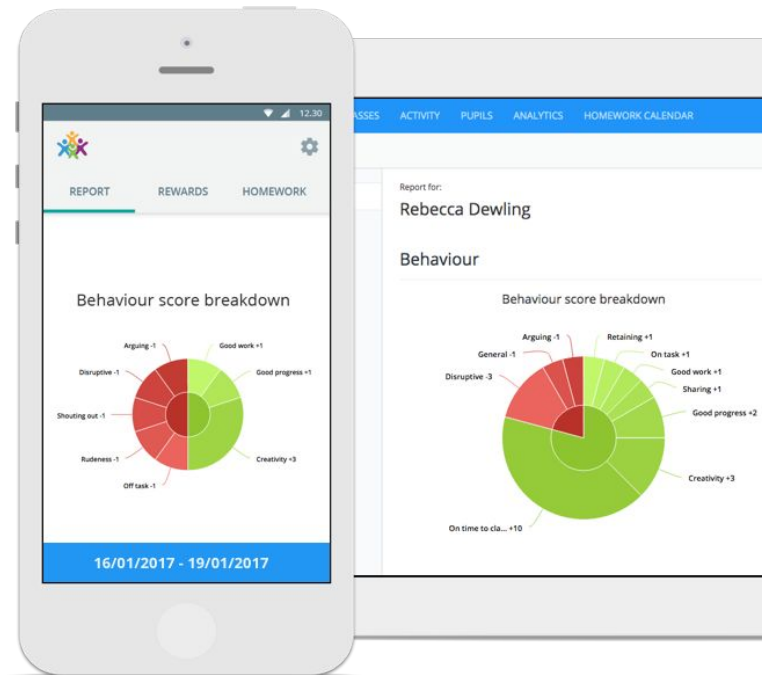 12.30
REPORT REWARDS HOMEWORK
Behaviour score breakdown
Arguing -1
Good work +1
Disruptive -1
Good progress +1
Shouting out -1
Rudeness -1
Creativity +3
Off task -1
16/01/2017 - 19/01/2017
ASSES ACTIVITY PUPILS ANALYTICS HOMEWORK CALENDAR
Report for:
Rebecca Dewling
Behaviour
Behaviour score breakdown
Arguing -1
Retaining +1
General -1
On task +1
Good work +1
Disruptive -3
Sharing +1
Good progress +2
Creativity +3
On time to cla... +10